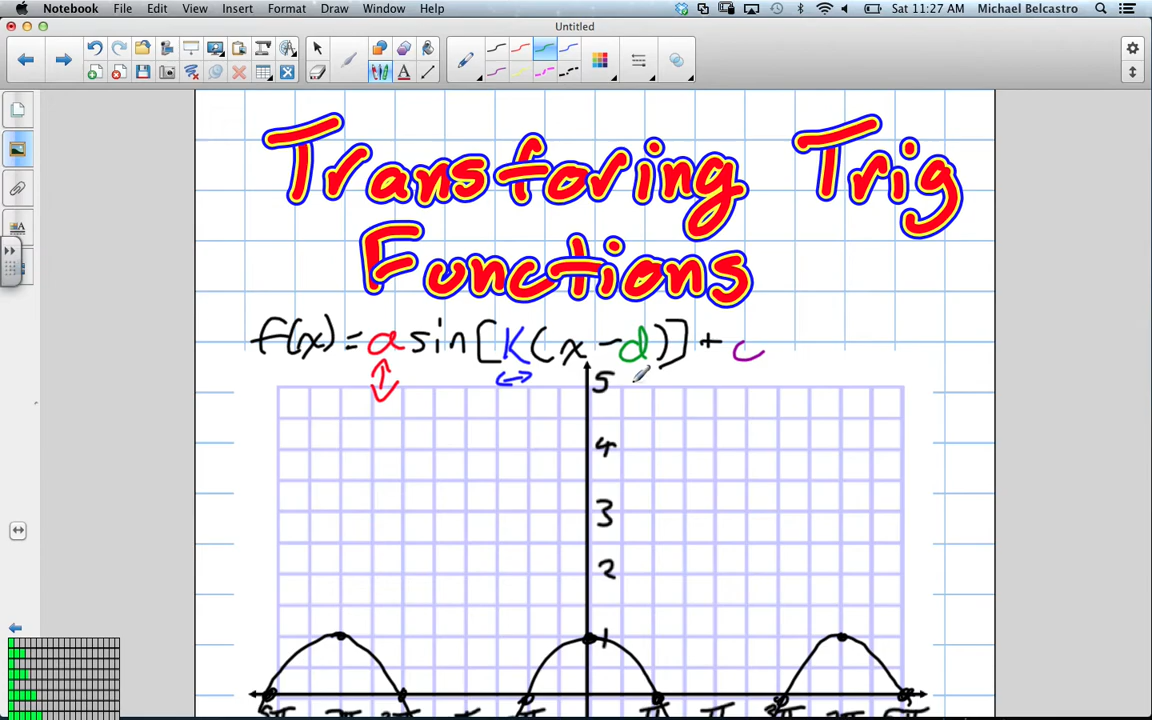 Notebook File Edit View Insert Format Draw Window Help Sat 11:27 AM Michael Belcastro
Untitled
Transforing Trig
Functions
f(x) = a sin[K(x-d)] + c
5
4
3
2
1